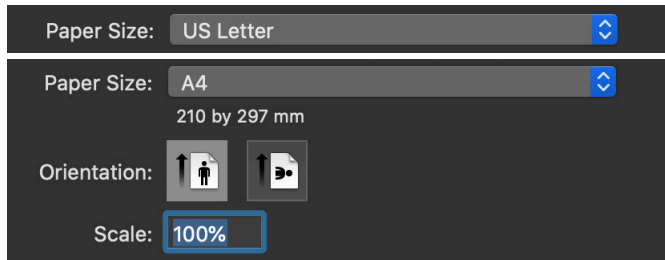 Paper Size: US Letter
Paper Size: A4
210 by 297 mm
Orientation:
Scale: 100%